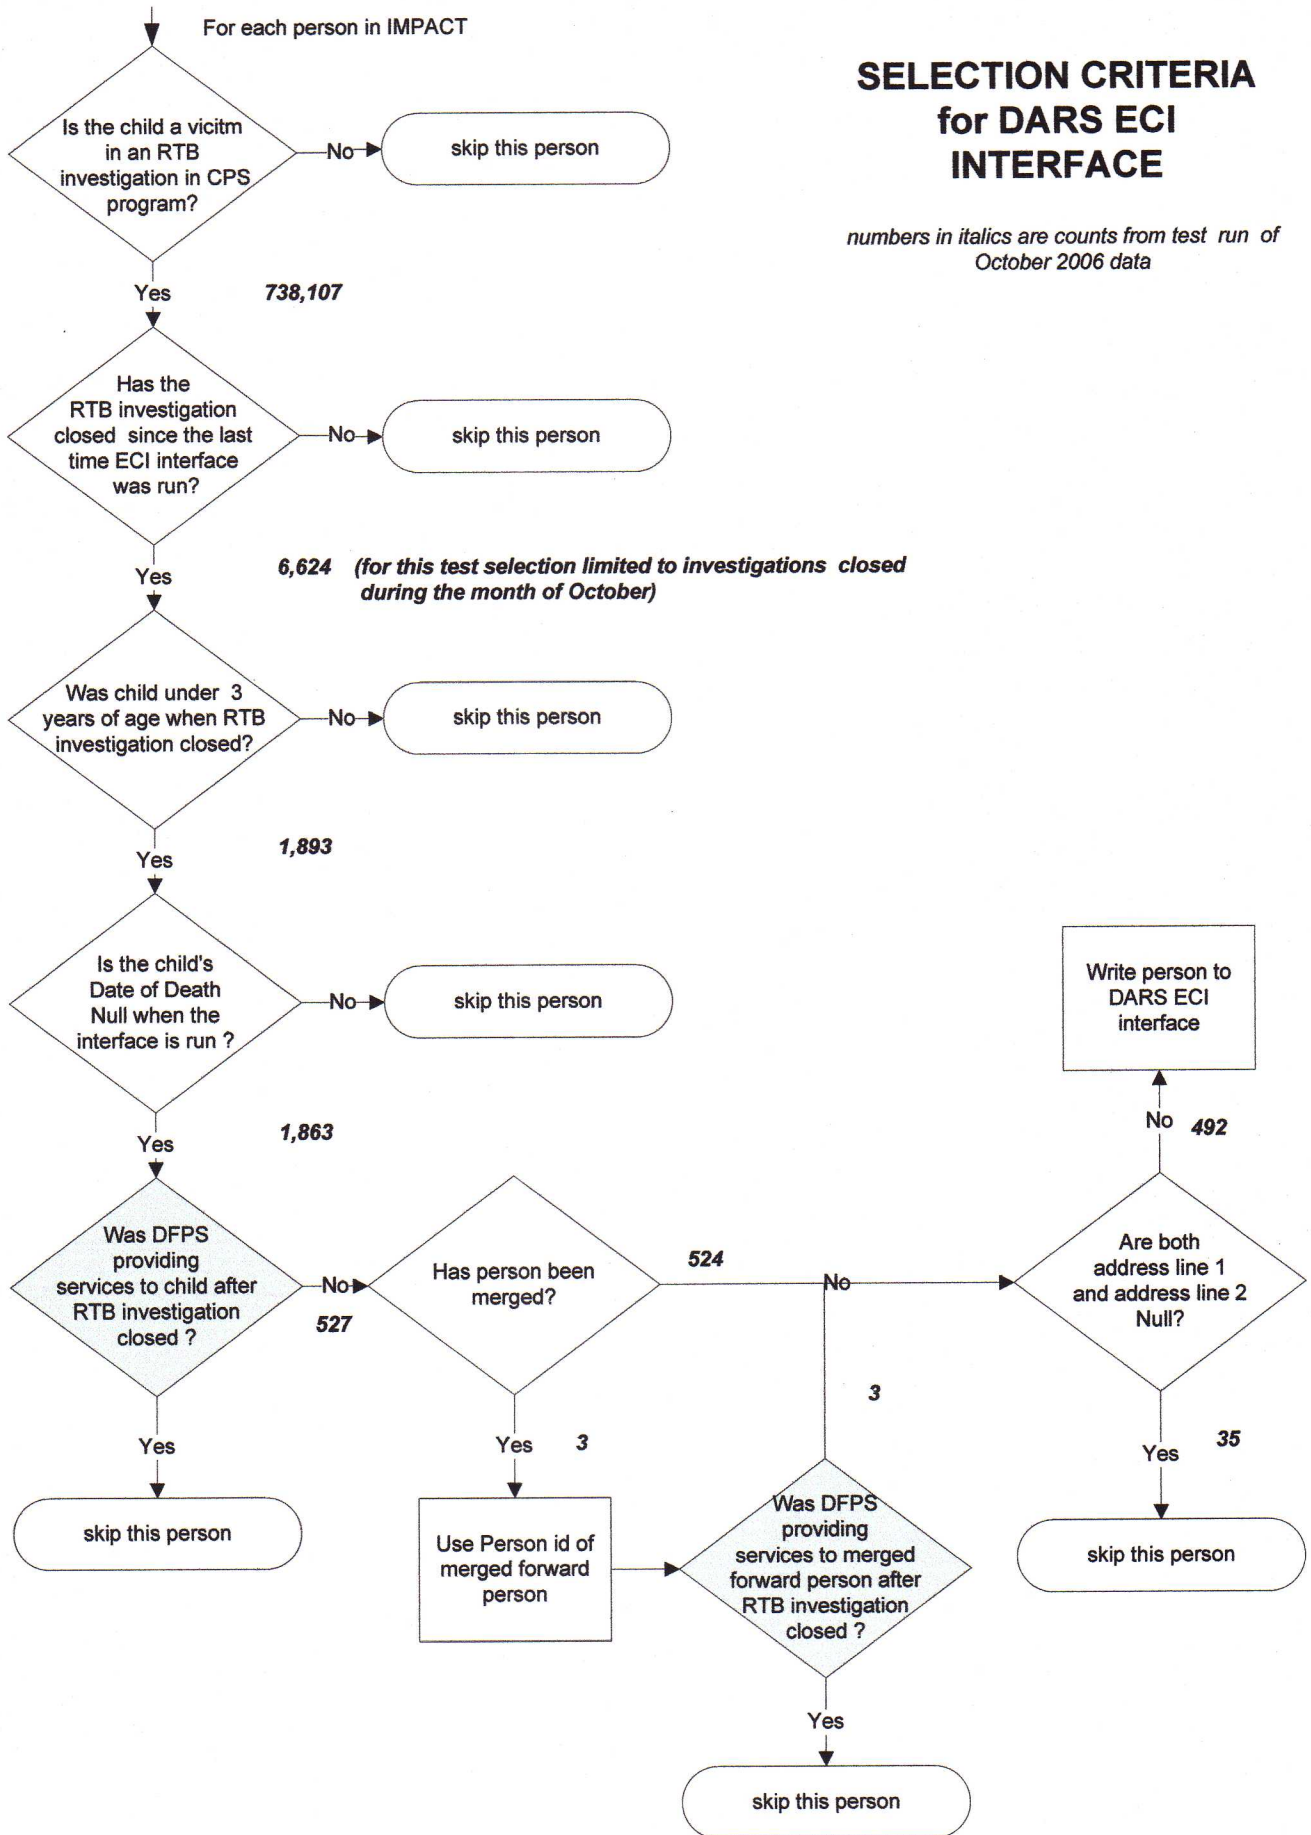 For each person in IMPACT
SELECTION CRITERIA
for DARS ECI
INTERFACE
numbers in italics are counts from test run of
October 2006 data
Is the child a vicitm
in an RTB
investigation in CPS
program?
No
skip this person
Yes
738,107
Has the
RTB investigation
closed since the last
time ECI interface
was run?
No
skip this person
Yes
6,624 (for this test selection limited to investigations closed
during the month of October)
Was child under 3
years of age when RTB
investigation closed?
No
skip this person
Yes
1,893
Is the child's
Date of Death
Null when the
interface is run ?
No
skip this person
Yes
1,863
Was DFPS
providing
services to child after
RTB investigation
closed ?
No
527
Yes
skip this person
Has person been
merged?
524
No
Yes
3
Use Person id of
merged forward
person
Was DFPS
providing
services to merged
forward person after
RTB investigation
closed ?
3
Yes
skip this person
Are both
address line 1
and address line 2
Null?
No
492
Write person to
DARS ECI
interface
Yes
35
skip this person